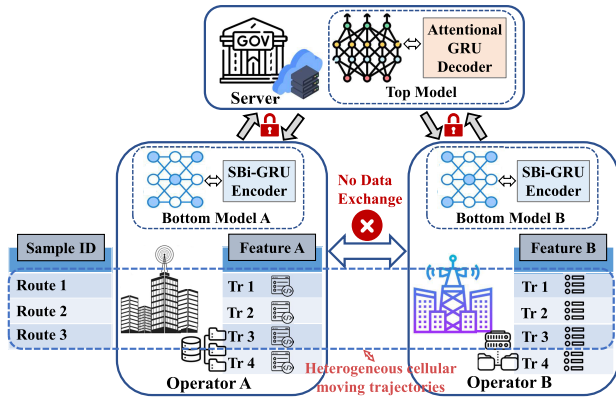 GOV
Server
Attentional
GRU
Decoder
Top Model
SBi-GRU
Encoder
Bottom Model A
No Data
Exchange
SBi-GRU
Encoder
Bottom Model B
Sample ID
Feature A
Feature B
Route 1
Tr 1
Tr 1
Route 2
Tr 2
Tr 2
Route 3
Tr 3
Tr 3
Tr 4
Tr 4
Operator A
Heterogeneous cellular
moving trajectories
Operator B